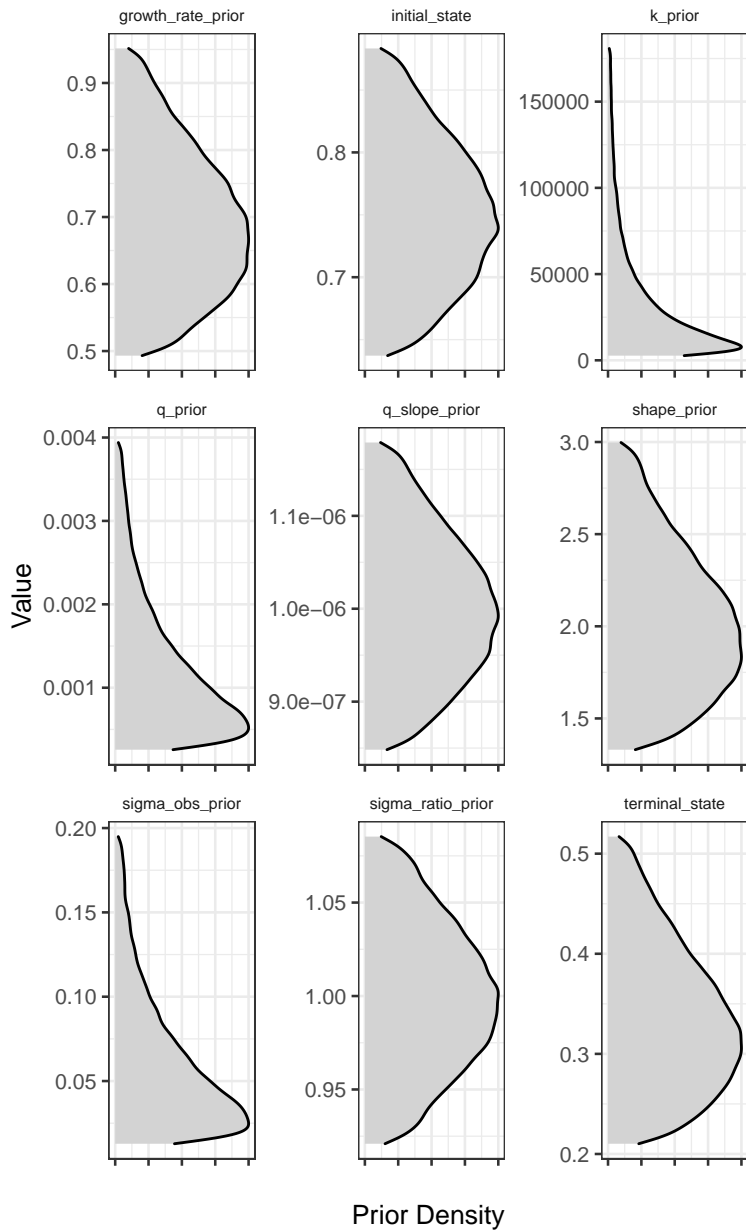 growth_rate_prior
initial_state
k_prior
0.9
0.8
0.7
0.6
0.5
0.8
0.7
150000
100000
50000
0
q_prior
q_slope_prior
shape_prior
0.004
0.003
0.002
0.001
1.1e−06
1.0e−06
9.0e−07
3.0
2.5
2.0
1.5
Value
sigma_obs_prior
sigma_ratio_prior
terminal_state
0.20
0.15
0.10
0.05
1.05
1.00
0.95
0.5
0.4
0.3
0.2
Prior Density